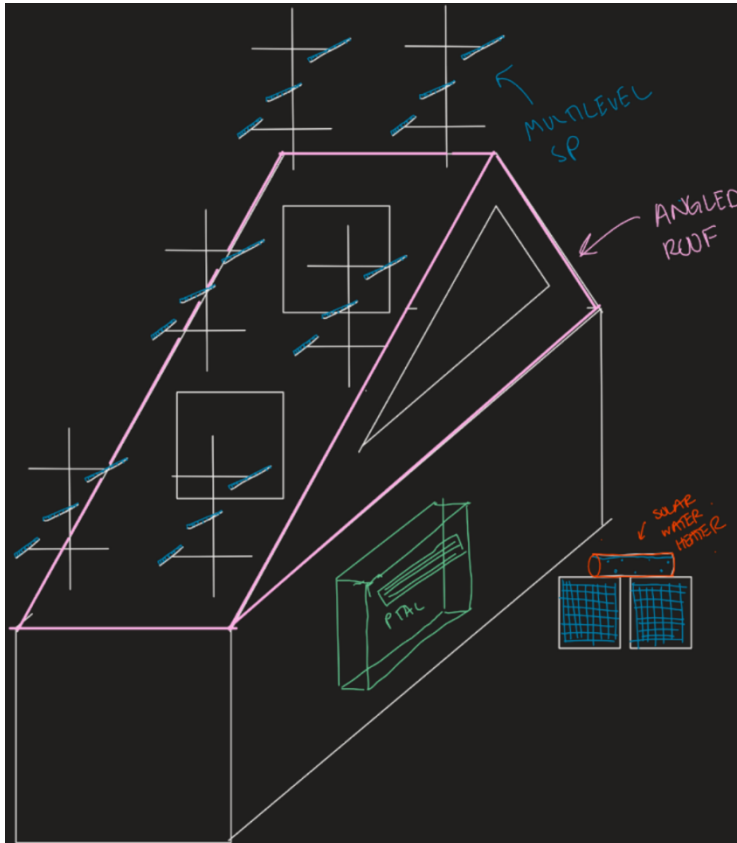 MULTILEVEL
SP
ANGLED
ROOF
SOLAR
WATER
HEATER
PTAC